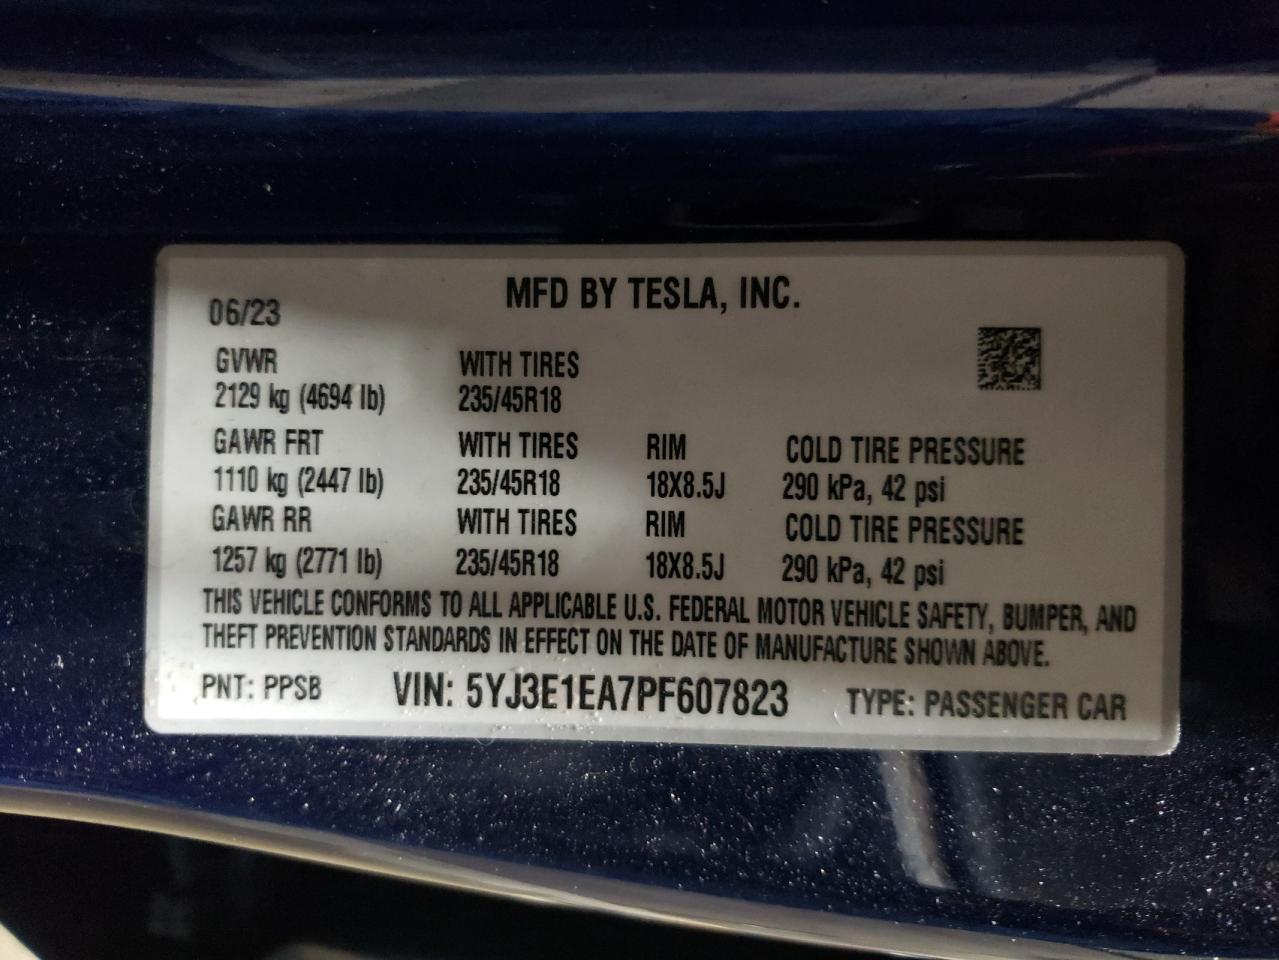 MFD BY TESLA, INC.
06/23
GVWR WITH TIRES
2129 kg (4694 lb) 235/45R18
GAWR FRT WITH TIRES RIM COLD TIRE PRESSURE
1110 kg (2447 lb) 235/45R18 18X8.5J 290 kPa, 42 psi
GAWR RR WITH TIRES RIM COLD TIRE PRESSURE
1257 kg (2771 lb) 235/45R18 18X8.5J 290 kPa, 42 psi
THIS VEHICLE CONFORMS TO ALL APPLICABLE U.S. FEDERAL MOTOR VEHICLE SAFETY, BUMPER, AND
THEFT PREVENTION STANDARDS IN EFFECT ON THE DATE OF MANUFACTURE SHOWN ABOVE.
PNT: PPSB VIN: 5YJ3E1EA7PF607823 TYPE: PASSENGER CAR